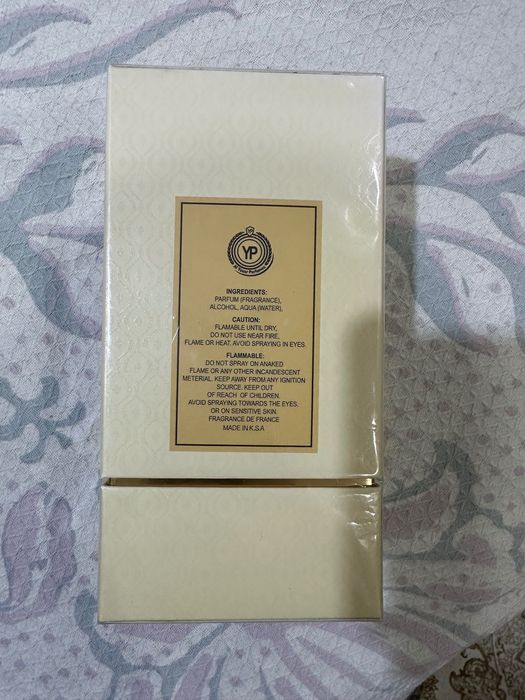 YP
YP
Perfumes
INGREDIENTS:
PARFUM (FRAGRANCE),
ALCOHOL, AQUA (WATER),
CAUTION:
FLAMABLE UNTIL DRY,
DO NOT USE NEAR FIRE,
FLAME OR HEAT. AVOID SPRAYING IN EYES.
FLAMMABLE:
DO NOT SPRAY ON ANAKED
FLAME OR ANY OTHER INCANDESCENT
METERIAL. KEEP AWAY FROM ANY IGNITION
SOURCE. KEEP OUT
OF REACH OF CHILDREN.
AVOID SPRAYING TOWARDS THE EYES,
OR ON SENSITIVE SKIN.
FRAGRANCE DE FRANCE
MADE IN K.S.A